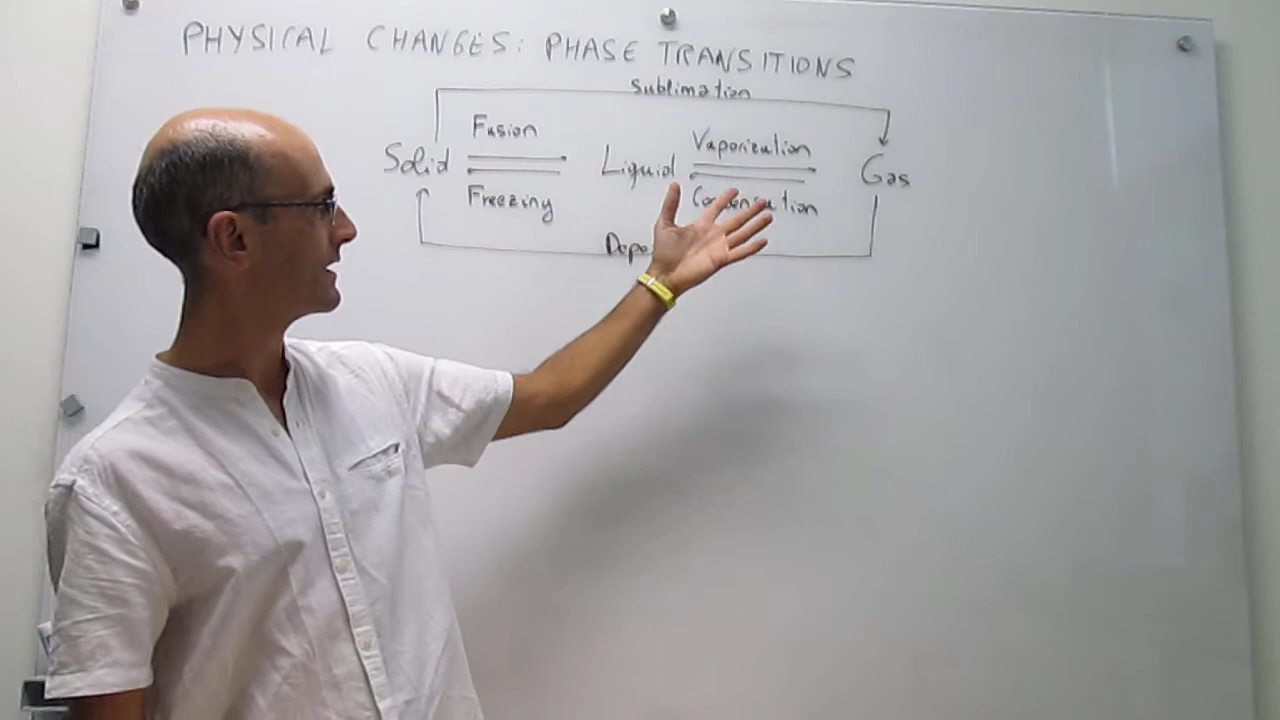 PHYSICAL CHANGES: PHASE TRANSITIONS
Sublimation
Fusion
Vaporization
Solid
Liquid
Gas
Freezing